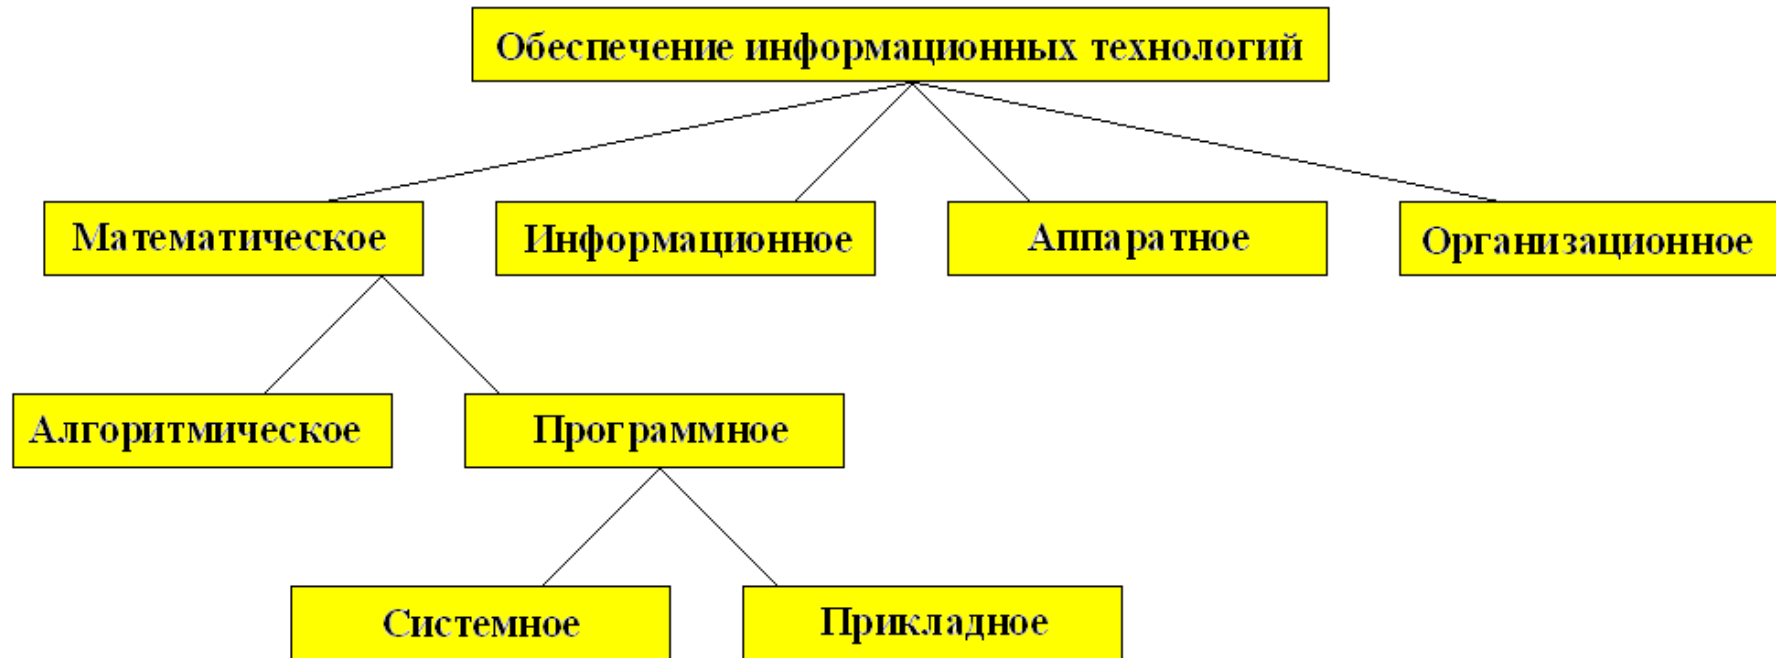 Обеспечение информационных технологий
Математическое
Информационное
Аппаратное
Организационное
Алгоритмическое
Программное
Системное
Прикладное